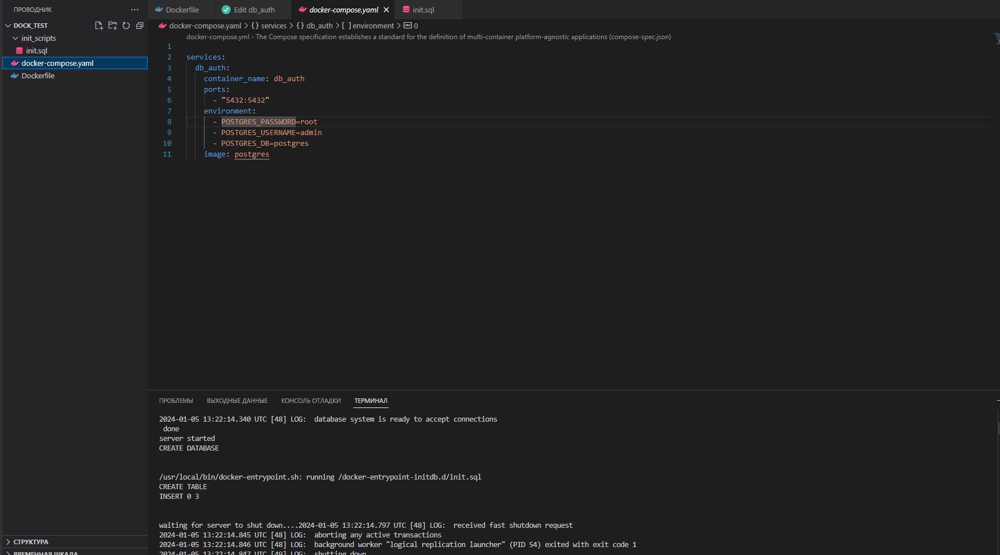 ПРОВОДНИК
DOCK_TEST
init_scripts
init.sql
docker-compose.yaml
Dockerfile
СТРУКТУРА
ВРЕМЕННАЯ ШКАЛА
Dockerfile
Edit db_auth
docker-compose.yaml
init.sql
docker-compose.yaml > {} services > {} db_auth > [ ] environment > 0
docker-compose.yml - The Compose specification establishes a standard for the definition of multi-container platform-agnostic applications (compose-spec.json)
1
2 services:
3 db_auth:
4 container_name: db_auth
5 ports:
6 - "5432:5432"
7 environment:
8 - POSTGRES_PASSWORD=root
9 - POSTGRES_USERNAME=admin
10 - POSTGRES_DB=postgres
11 image: postgres
ПРОБЛЕМЫ ВЫХОДНЫЕ ДАННЫЕ КОНСОЛЬ ОТЛАДКИ ТЕРМИНАЛ
2024-01-05 13:22:14.340 UTC [48] LOG:  database system is ready to accept connections
done
server started
CREATE DATABASE
/usr/local/bin/docker-entrypoint.sh: running /docker-entrypoint-initdb.d/init.sql
CREATE TABLE
INSERT 0 3
waiting for server to shut down....2024-01-05 13:22:14.797 UTC [48] LOG:  received fast shutdown request
2024-01-05 13:22:14.845 UTC [48] LOG:  aborting any active transactions
2024-01-05 13:22:14.846 UTC [48] LOG:  background worker "logical replication launcher" (PID 54) exited with exit code 1
2024-01-05 13:22:14.847 UTC [49] LOG:  shutting down